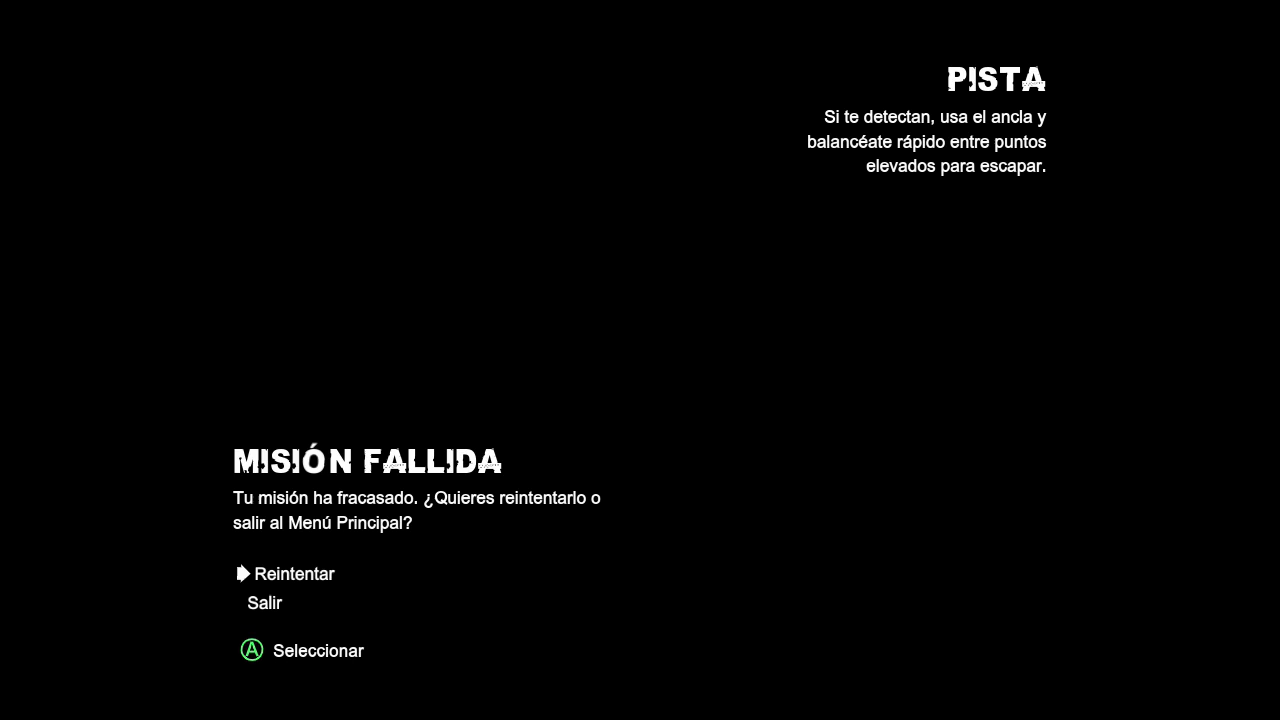 PISTA
Si te detectan, usa el ancla y
balancéate rápido entre puntos
elevados para escapar.
MISIÓN FALLIDA
Tu misión ha fracasado. ¿Quieres reintentarlo o
salir al Menú Principal?
Reintentar
Salir
A Seleccionar